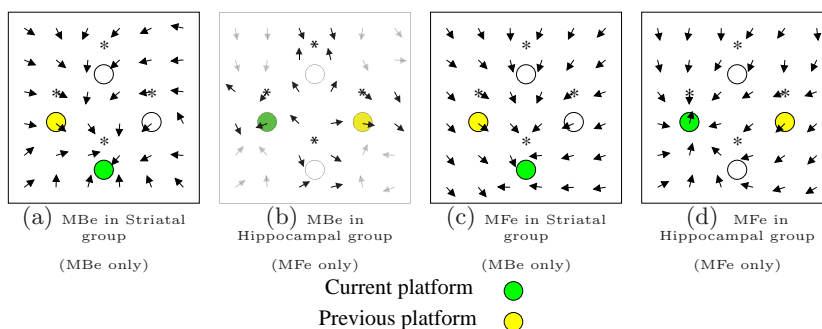 (a) MBe in Striatal group
(MBe only)
(b) MBe in Hippocampal group
(MFe only)
(c) MFe in Striatal group
(MBe only)
(d) MFe in Hippocampal group
(MFe only)
Current platform
Previous platform